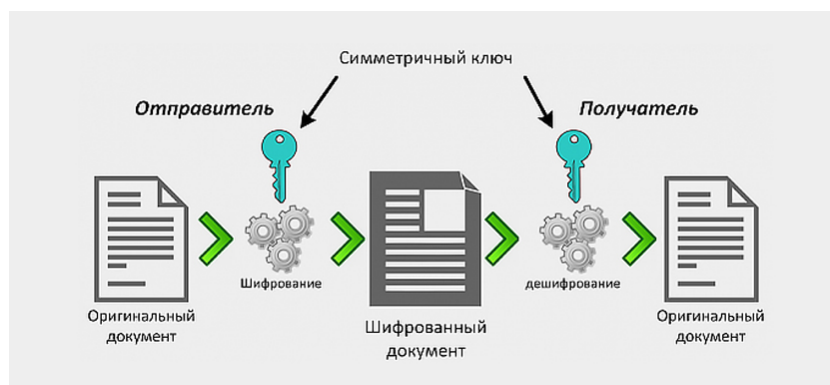 Симметричный ключ
Отправитель
Получатель
Шифрование
дешифрование
Оригинальный
документ
Шифрованный
документ
Оригинальный
документ